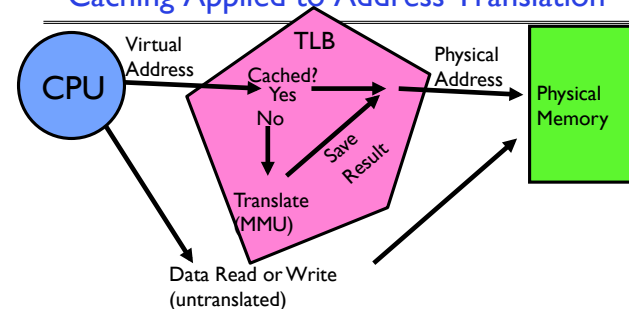 Caching Applied to Address Translation
Virtual
Address
TLB
Physical
Address
CPU
Cached?
Yes
No
Save
Result
Translate
(MMU)
Physical
Memory
Data Read or Write
(untranslated)